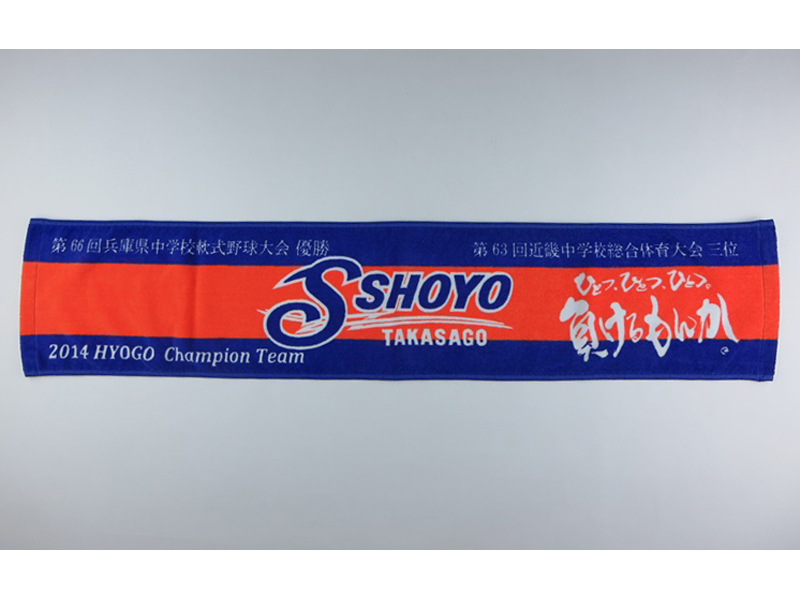 第66回兵庫県中学校軟式野球大会 優勝
第63回近畿中学校総合体育大会 三位
S SHOYO
TAKASAGO
ひとつ、ひとつ、ひとつ。
負けるもんか
2014 HYOGO Champion Team